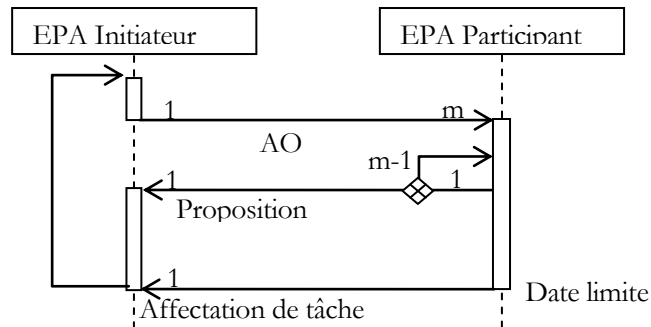 EPA Initiateur
EPA Participant
1
m
AO
m-1
1
1
Proposition
1
Date limite
Affectation de tâche